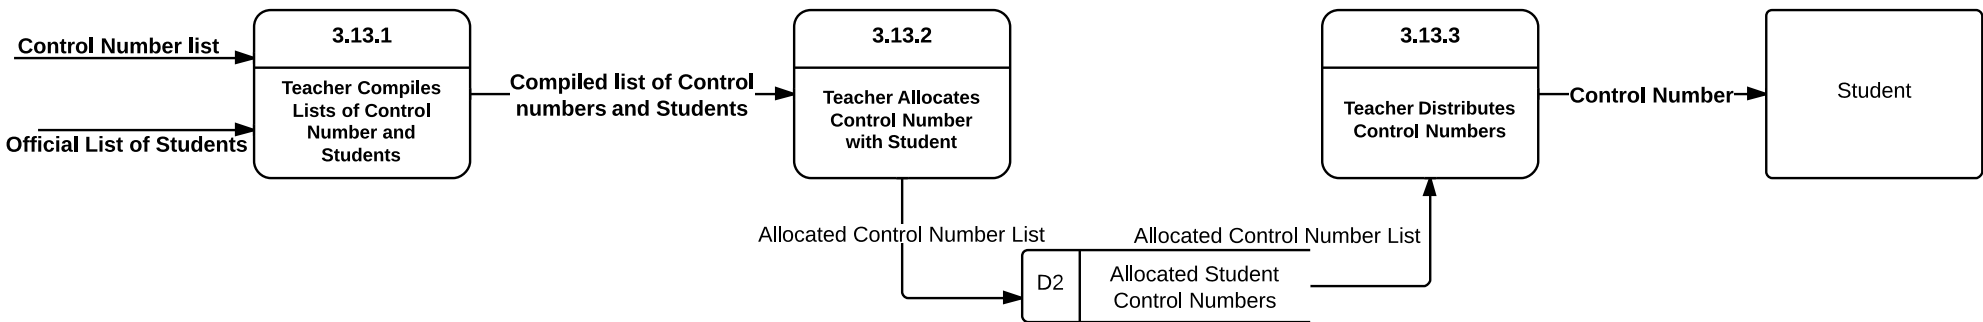 Control Number list
Official List of Students
3.13.1
Teacher Compiles
Lists of Control
Number and
Students
Compiled list of Control
numbers and Students
3.13.2
Teacher Allocates
Control Number
with Student
Allocated Control Number List
D2
Allocated Student
Control Numbers
Allocated Control Number List
3.13.3
Teacher Distributes
Control Numbers
Control Number
Student